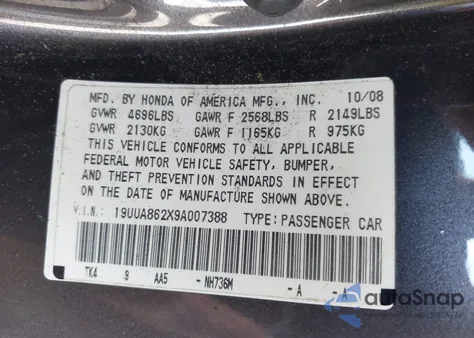 MFD. BY HONDA OF AMERICA MFG., INC. 10/08
GVWR 4696LBS GAWR F 2568LBS R 2149LBS
GVWR 2130KG GAWR F 1165KG R 975KG
THIS VEHICLE CONFORMS TO ALL APPLICABLE
FEDERAL MOTOR VEHICLE SAFETY, BUMPER,
AND THEFT PREVENTION STANDARDS IN EFFECT
ON THE DATE OF MANUFACTURE SHOWN ABOVE.
V.I.N.: 19UUA862X9A007388 TYPE: PASSENGER CAR
TK4 9 AA5 - NH736M - A - A -
autoSnap